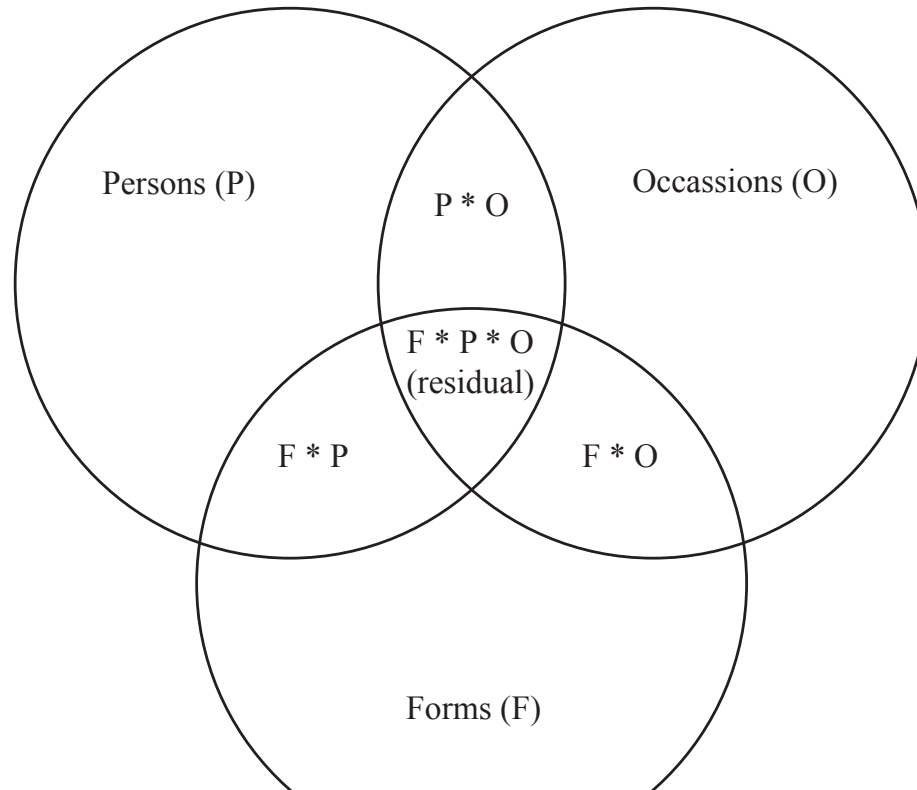 Persons (P)
Occassions (O)
P * O
F * P * O
(residual)
F * P
F * O
Forms (F)